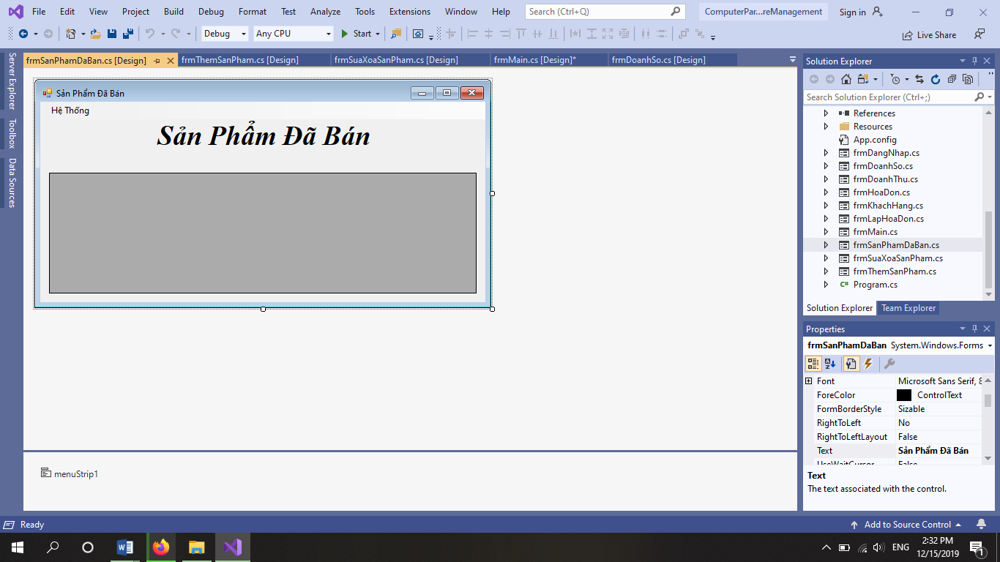 File Edit View Project Build Debug Format Test Analyze Tools Extensions Window Help Search (Ctrl+Q) ComputerPar...reManagement Sign in
Debug Any CPU Start Live Share
Server Explorer
Toolbox
Data Sources
frmSanPhamDaBan.cs [Design] frmThemSanPham.cs [Design] frmSuaXoaSanPham.cs [Design] frmMain.cs [Design]* frmDoanhSo.cs [Design]
Sản Phẩm Đã Bán
Hệ Thống
Sản Phẩm Đã Bán
menuStrip1
Solution Explorer
Search Solution Explorer (Ctrl+;)
References
Resources
App.config
frmDangNhap.cs
frmDoanhSo.cs
frmDoanhThu.cs
frmHoaDon.cs
frmKhachHang.cs
frmLapHoaDon.cs
frmMain.cs
frmSanPhamDaBan.cs
frmSuaXoaSanPham.cs
frmThemSanPham.cs
C# Program.cs
Solution Explorer Team Explorer
Properties
frmSanPhamDaBan System.Windows.Forms
Font Microsoft Sans Serif, 8
ForeColor ControlText
FormBorderStyle Sizable
RightToLeft No
RightToLeftLayout False
Text Sản Phẩm Đã Bán
UseWaitCursor False
Text
The text associated with the control.
Ready Add to Source Control
ENG 2:32 PM
12/15/2019
1